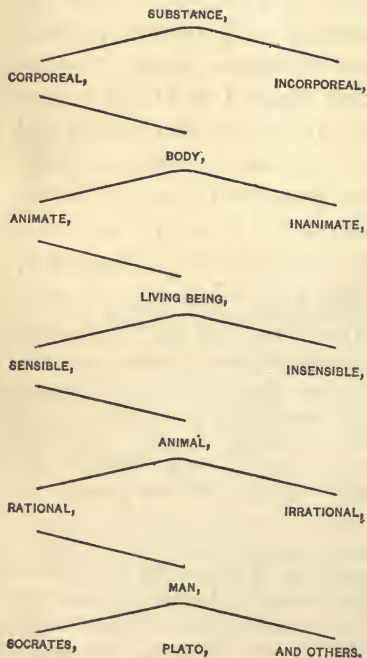 SUBSTANCE,
CORPOREAL, INCORPOREAL,
BODY,
ANIMATE, INANIMATE,
LIVING BEING,
SENSIBLE, INSENSIBLE,
ANIMAL,
RATIONAL, IRRATIONAL,
MAN,
SOCRATES, PLATO, AND OTHERS,